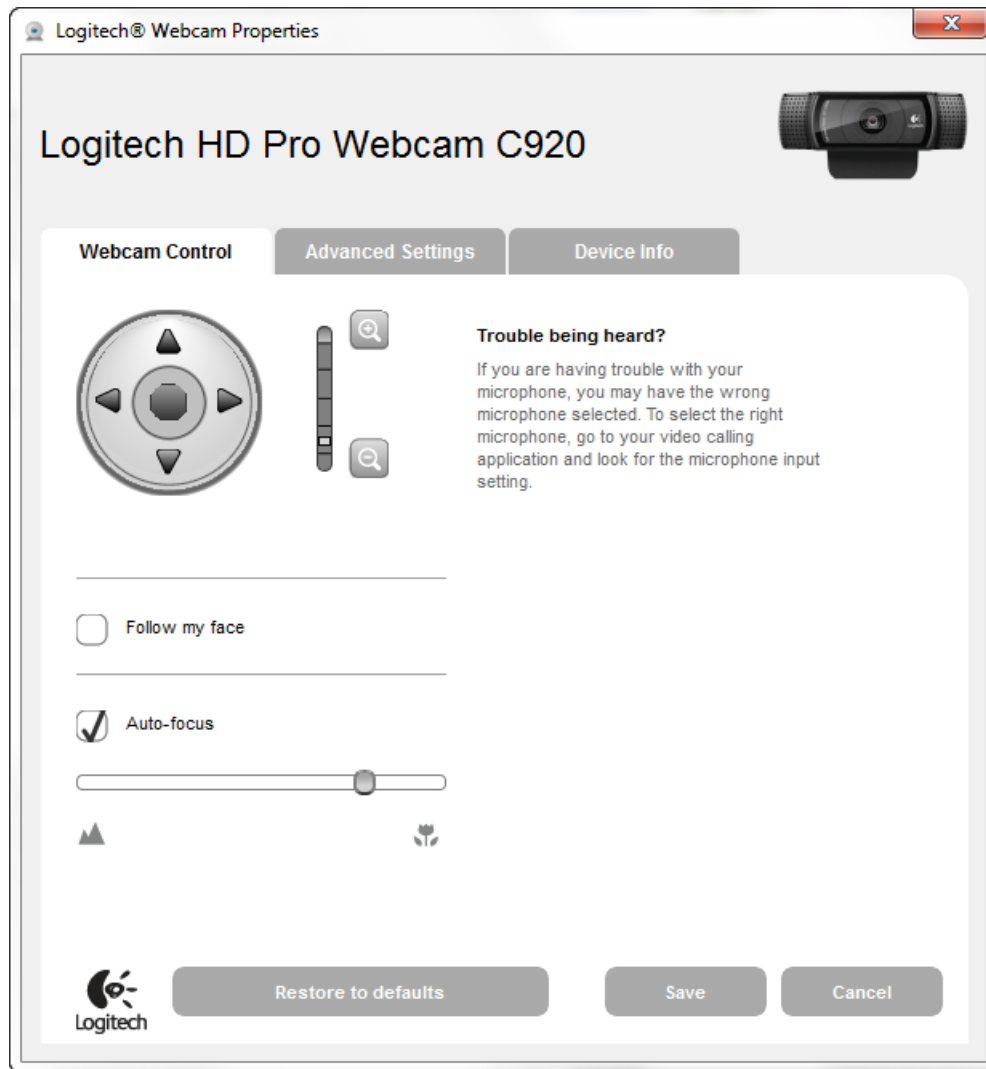 Logitech® Webcam Properties
Logitech HD Pro Webcam C920
Webcam Control
Advanced Settings
Device Info
Trouble being heard?
If you are having trouble with your
microphone, you may have the wrong
microphone selected. To select the right
microphone, go to your video calling
application and look for the microphone input
setting.
Follow my face
Auto-focus
Logitech
Restore to defaults
Save
Cancel